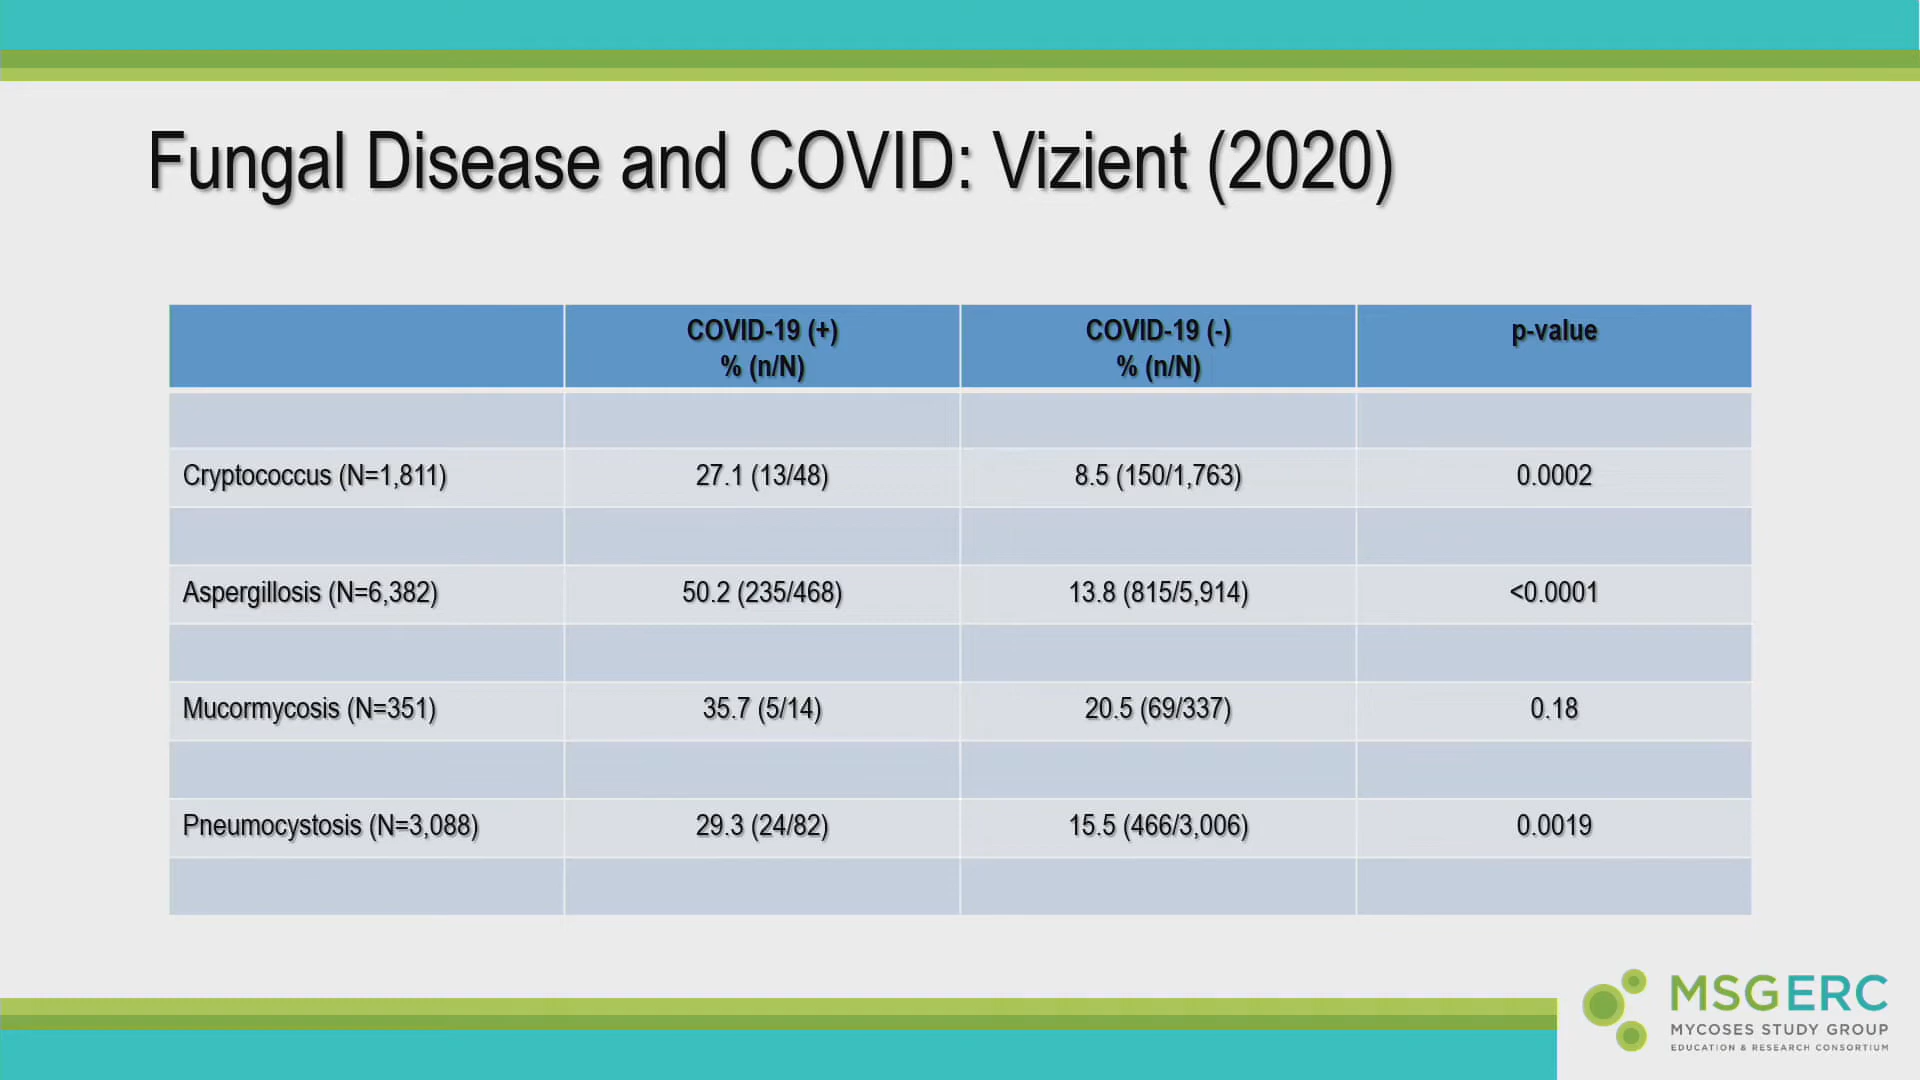 Fungal Disease and COVID: Vizient (2020)
COVID-19 (+)
% (n/N)
COVID-19 (-)
% (n/N)
p-value
Cryptococcus (N=1,811)
27.1 (13/48)
8.5 (150/1,763)
0.0002
Aspergillosis (N=6,382)
50.2 (235/468)
13.8 (815/5,914)
<0.0001
Mucormycosis (N=351)
35.7 (5/14)
20.5 (69/337)
0.18
Pneumocystosis (N=3,088)
29.3 (24/82)
15.5 (466/3,006)
0.0019
MSGERC
MYCOSES STUDY GROUP
EDUCATION & RESEARCH CONSORTIUM